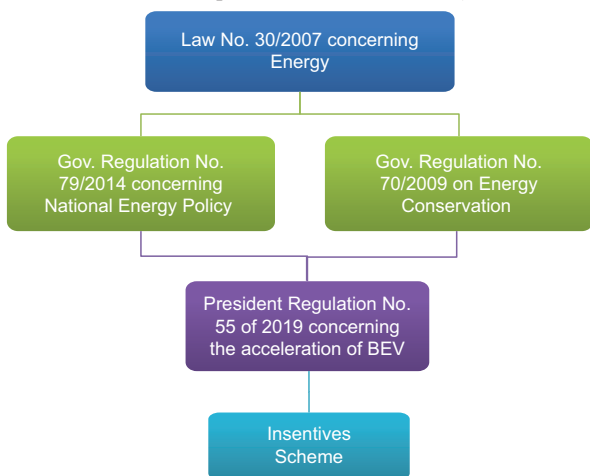 Law No. 30/2007 concerning
Energy
Gov. Regulation No.
79/2014 concerning
National Energy Policy
Gov. Regulation No.
70/2009 on Energy
Conservation
President Regulation No.
55 of 2019 concerning
the acceleration of BEV
Insentives
Scheme